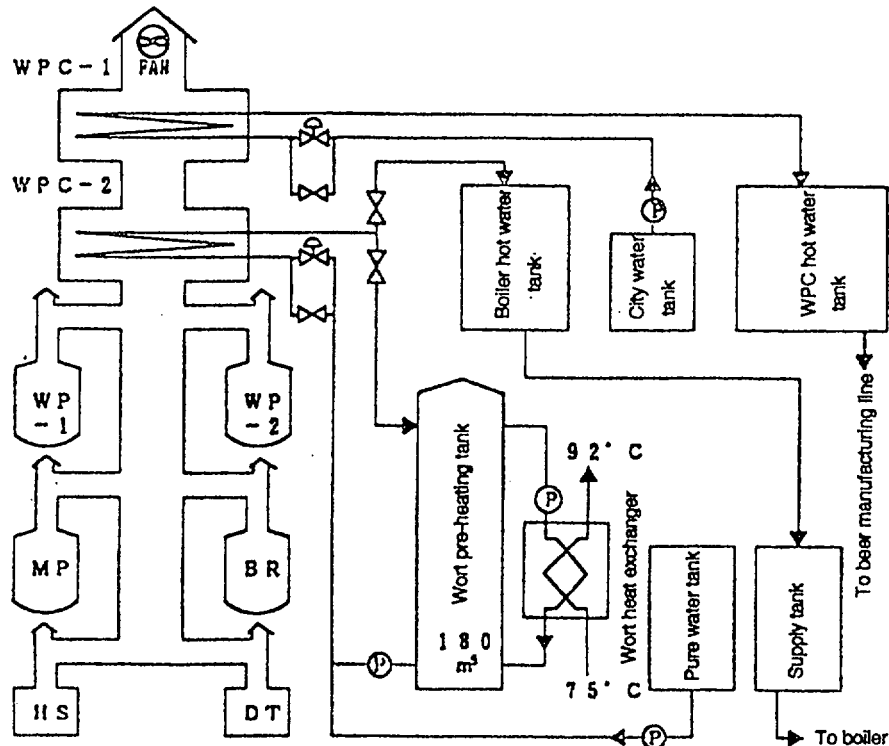 WPC-1
FAN
WPC-2
WP
-1
WP
-2
MP
BR
HS
DT
Boiler hot water
tank
City water
tank
WPC hot water
tank
P
Wort pre-heating tank
180
m³
P
92° C
P
75° C
Wort heat exchanger
Pure water tank
P
Supply tank
To beer manufacturing line
To boiler